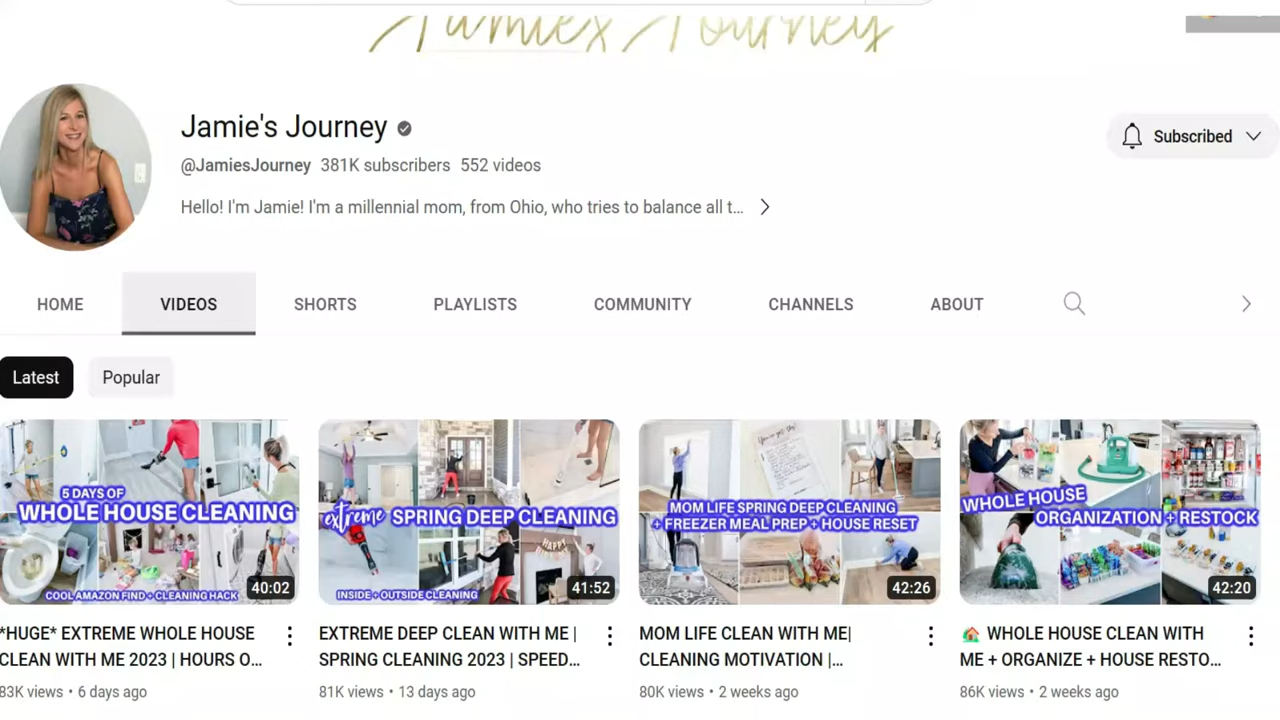 Jamie's Journey
Jamie's Journey
Subscribed
@JamiesJourney 381K subscribers 552 videos
Hello! I'm Jamie! I'm a millennial mom, from Ohio, who tries to balance all t...
HOME VIDEOS SHORTS PLAYLISTS COMMUNITY CHANNELS ABOUT
Latest Popular
5 DAYS OF
WHOLE HOUSE CLEANING
COOL AMAZON FIND + CLEANING HACK
40:02
extreme SPRING DEEP CLEANING
HAPPY
INSIDE + OUTSIDE CLEANING
41:52
MOM LIFE SPRING DEEP CLEANING
+ FREEZER MEAL PREP + HOUSE RESET
42:26
WHOLE HOUSE
ORGANIZATION + RESTOCK
42:20
*HUGE* EXTREME WHOLE HOUSE
CLEAN WITH ME 2023 | HOURS O...
83K views • 6 days ago
EXTREME DEEP CLEAN WITH ME |
SPRING CLEANING 2023 | SPEED...
81K views • 13 days ago
MOM LIFE CLEAN WITH ME|
CLEANING MOTIVATION |...
80K views • 2 weeks ago
WHOLE HOUSE CLEAN WITH
ME + ORGANIZE + HOUSE RESTO...
86K views • 2 weeks ago